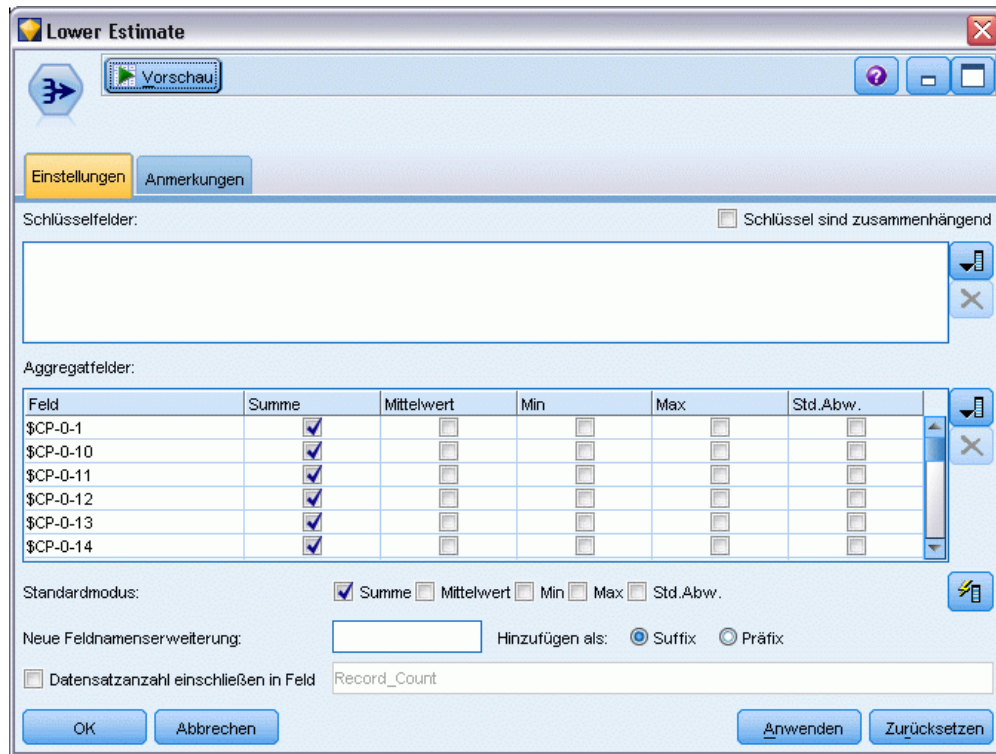 Lower Estimate
Vorschau
Einstellungen Anmerkungen
Schlüsselfelder: Schlüssel sind zusammenhängend
Aggregatfelder:
Feld Summe Mittelwert Min Max Std.Abw.
$CP-0-1
$CP-0-10
$CP-0-11
$CP-0-12
$CP-0-13
$CP-0-14
Standardmodus: Summe Mittelwert Min Max Std.Abw.
Neue Feldnamenserweiterung: Hinzufügen als: Suffix Präfix
Datensatzanzahl einschließen in Feld Record_Count
OK Abbrechen Anwenden Zurücksetzen